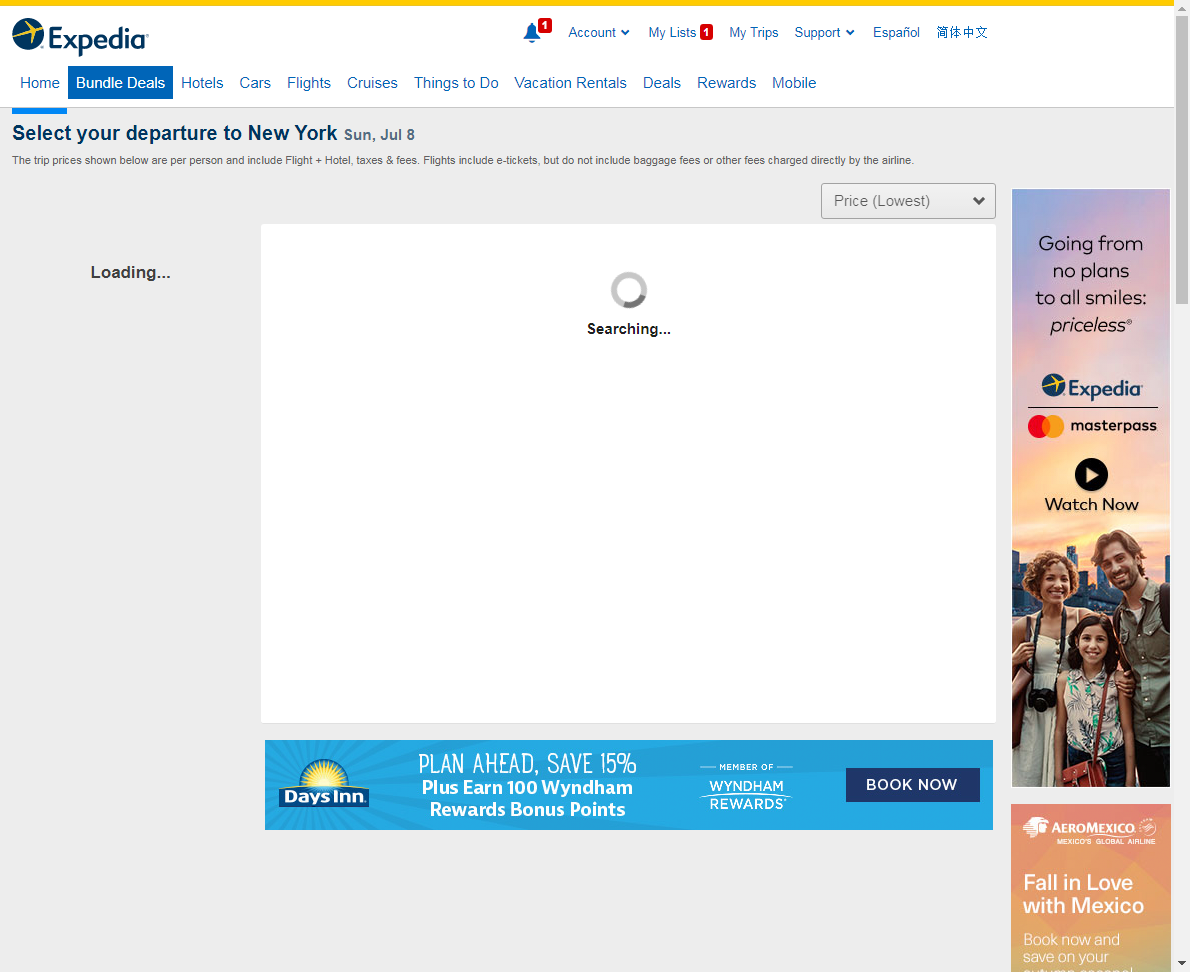 Expedia
1
Account
My Lists 1
My Trips
Support
Español
简体中文
Home
Bundle Deals
Hotels
Cars
Flights
Cruises
Things to Do
Vacation Rentals
Deals
Rewards
Mobile
Select your departure to New York Sun, Jul 8
The trip prices shown below are per person and include Flight + Hotel, taxes & fees. Flights include e-tickets, but do not include baggage fees or other fees charged directly by the airline.
Price (Lowest)
Loading...
Searching...
Going from
no plans
to all smiles:
priceless®
Expedia
masterpass
Watch Now
Days Inn.
PLAN AHEAD, SAVE 15%
Plus Earn 100 Wyndham
Rewards Bonus Points
MEMBER OF
WYNDHAM
REWARDS®
BOOK NOW
AEROMEXICO.
MEXICO'S GLOBAL AIRLINE
Fall in Love
with Mexico
Book now and
save on your